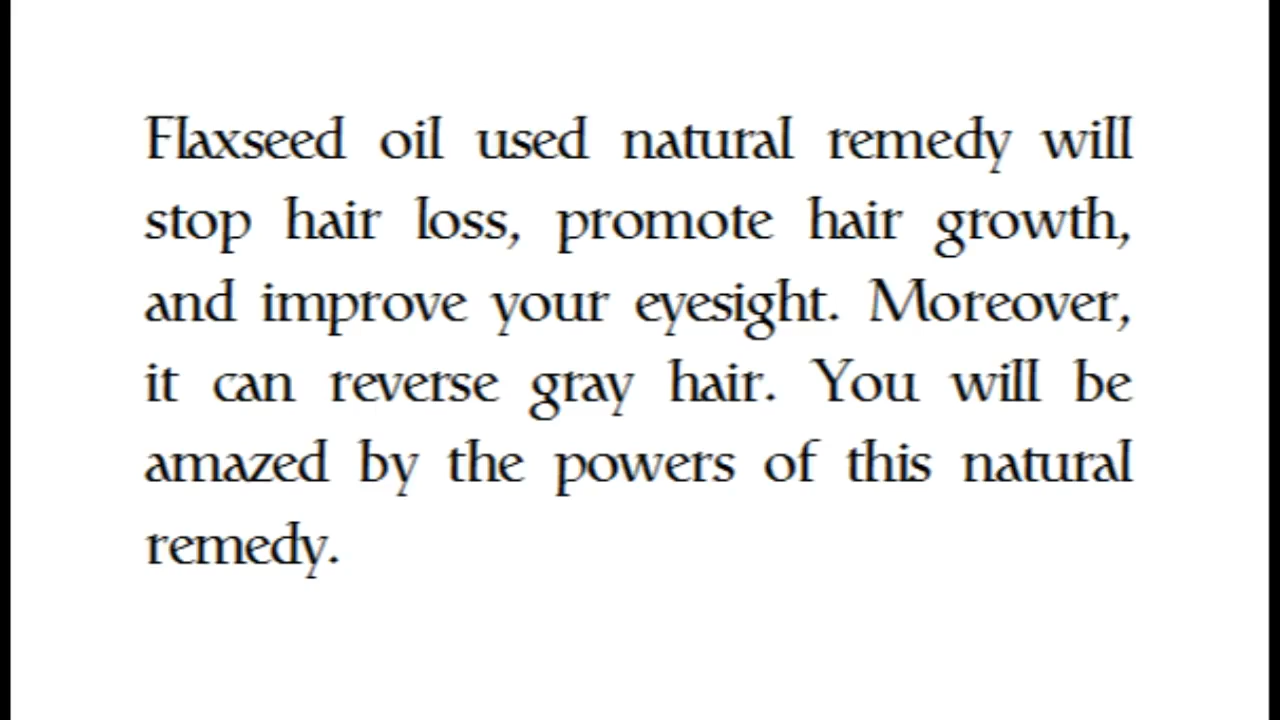 Flaxseed oil used natural remedy will
stop hair loss, promote hair growth,
and improve your eyesight. Moreover,
it can reverse gray hair. You will be
amazed by the powers of this natural
remedy.